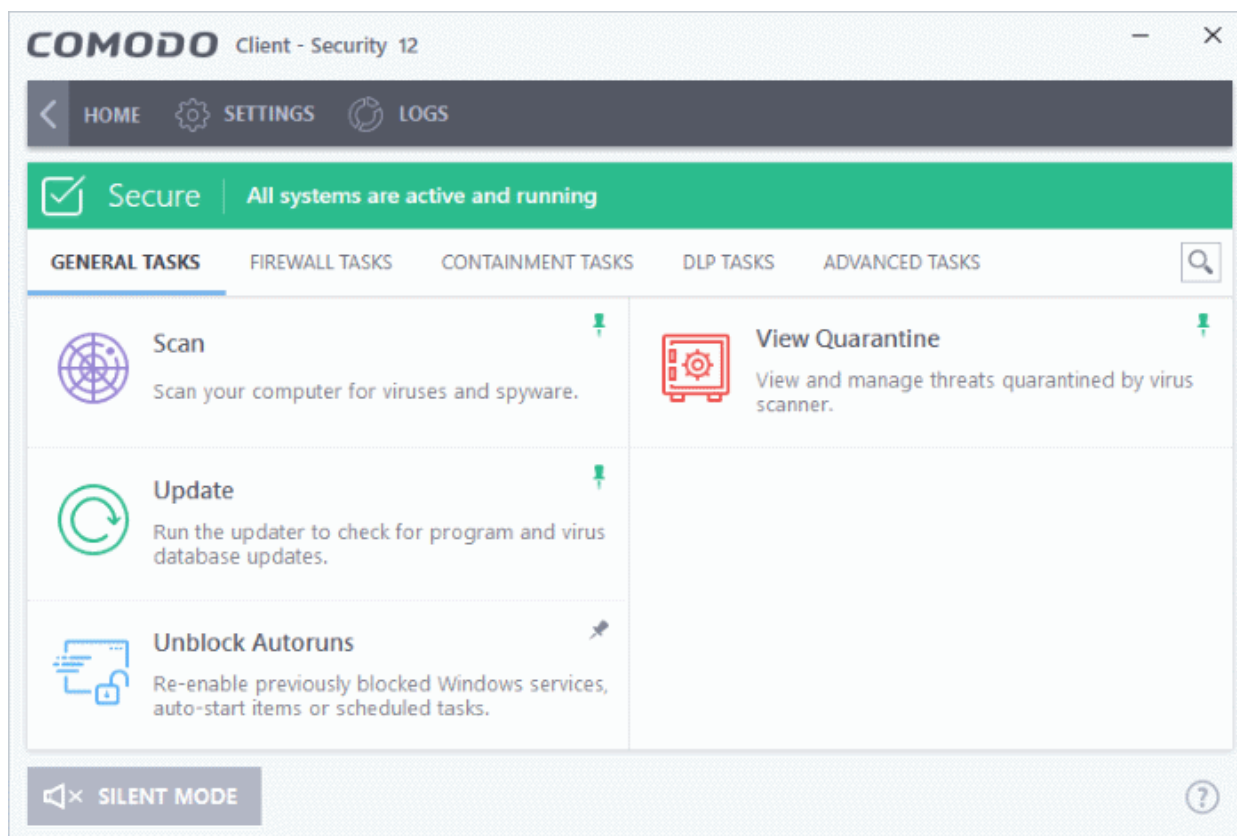 COMODO Client - Security 12
HOME SETTINGS LOGS
Secure All systems are active and running
GENERAL TASKS FIREWALL TASKS CONTAINMENT TASKS DLP TASKS ADVANCED TASKS
Scan
Scan your computer for viruses and spyware.
View Quarantine
View and manage threats quarantined by virus
scanner.
Update
Run the updater to check for program and virus
database updates.
Unblock Autoruns
Re-enable previously blocked Windows services,
auto-start items or scheduled tasks.
SILENT MODE
?